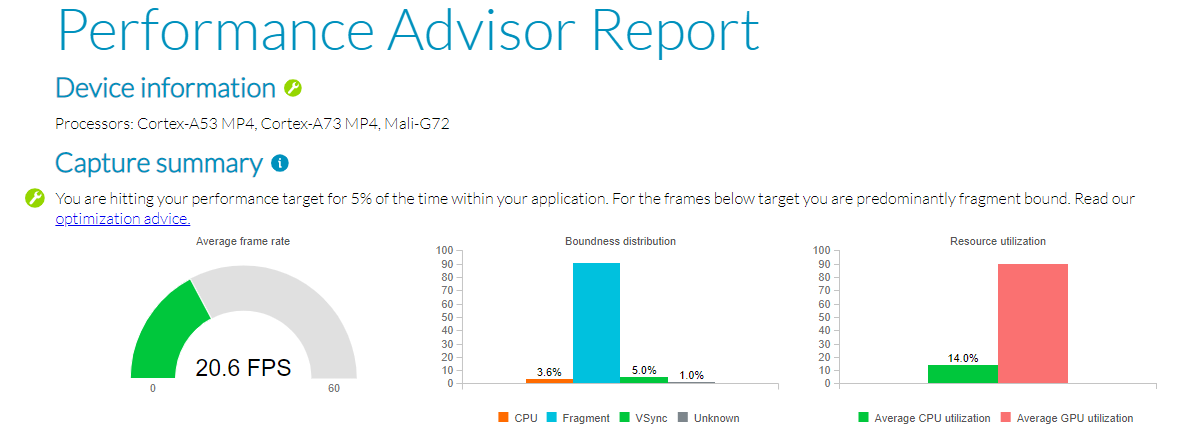 Performance Advisor Report
Device information
Processors: Cortex-A53 MP4, Cortex-A73 MP4, Mali-G72
Capture summary
You are hitting your performance target for 5% of the time within your application. For the frames below target you are predominantly fragment bound. Read our
optimization advice.
Average frame rate
20.6 FPS
0
60
Boundness distribution
100
90
80
70
60
50
40
30
20
10
0
3.6%
5.0%
1.0%
CPU
Fragment
VSync
Unknown
Resource utilization
100
90
80
70
60
50
40
30
20
10
0
14.0%
Average CPU utilization
Average GPU utilization